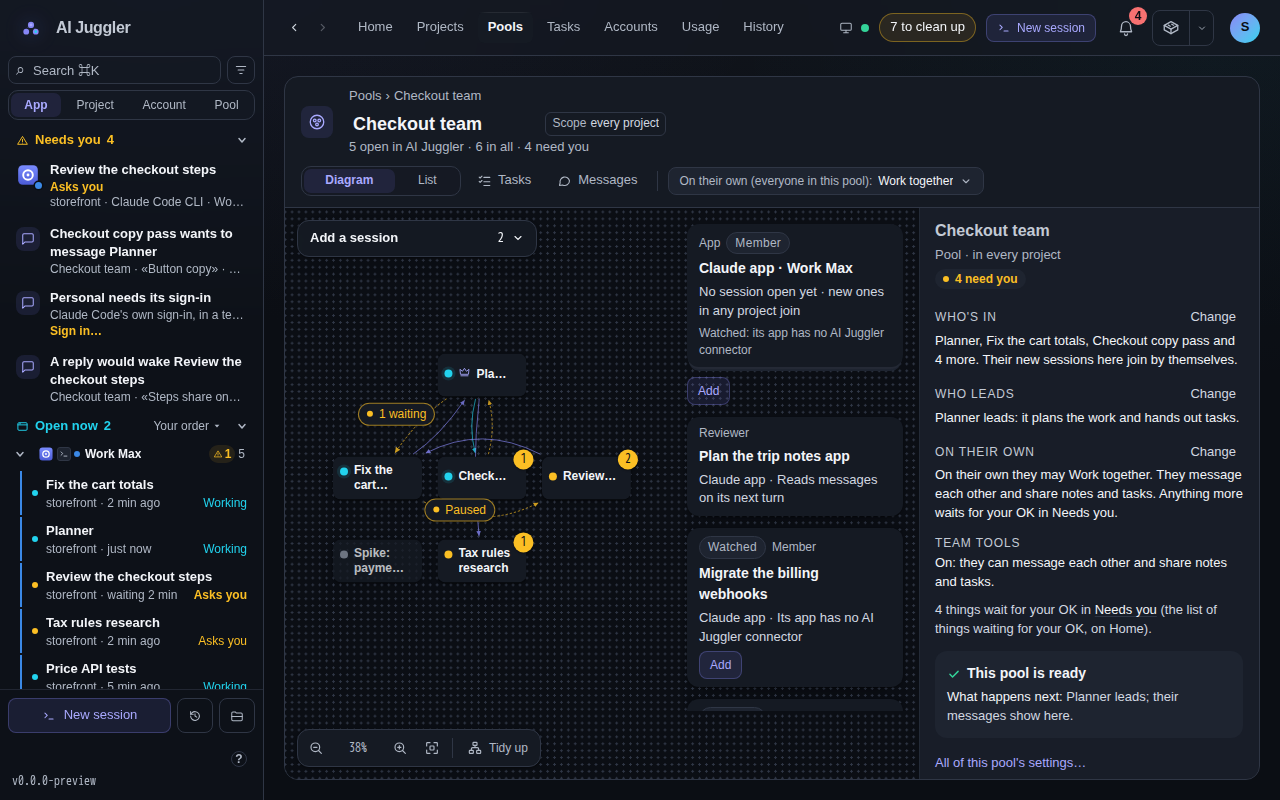 AI Juggler
Search ⌘K
App Project Account Pool
Needs you 4
Review the checkout steps
Asks you
storefront · Claude Code CLI · Wo…
Checkout copy pass wants to
message Planner
Checkout team · «Button copy» · …
Personal needs its sign-in
Claude Code's own sign-in, in a te…
Sign in…
A reply would wake Review the
checkout steps
Checkout team · «Steps share on…
Open now 2 Your order
Work Max 1 5
Fix the cart totals
storefront · 2 min ago Working
Planner
storefront · just now Working
Review the checkout steps
storefront · waiting 2 min Asks you
Tax rules research
storefront · 2 min ago Asks you
Price API tests
storefront · 5 min ago Working
New session
?
v0.0.0-preview
Home Projects Pools Tasks Accounts Usage History
7 to clean up
New session
4
S
Pools › Checkout team
Checkout team
Scope every project
5 open in AI Juggler · 6 in all · 4 need you
Diagram List Tasks Messages
On their own (everyone in this pool): Work together
Add a session 2
Pla…
1 waiting
Fix the
cart…
Check…
1
Review…
2
Paused
Spike:
payme…
Tax rules
research
1
App Member
Claude app · Work Max
No session open yet · new ones
in any project join
Watched: its app has no AI Juggler
connector
Add
Reviewer
Plan the trip notes app
Claude app · Reads messages
on its next turn
Watched Member
Migrate the billing
webhooks
Claude app · Its app has no AI
Juggler connector
Add
38%
Tidy up
Checkout team
Pool · in every project
4 need you
WHO'S IN Change
Planner, Fix the cart totals, Checkout copy pass and
4 more. Their new sessions here join by themselves.
WHO LEADS Change
Planner leads: it plans the work and hands out tasks.
ON THEIR OWN Change
On their own they may Work together. They message
each other and share notes and tasks. Anything more
waits for your OK in Needs you.
TEAM TOOLS
On: they can message each other and share notes
and tasks.
4 things wait for your OK in Needs you (the list of
things waiting for your OK, on Home).
This pool is ready
What happens next: Planner leads; their
messages show here.
All of this pool's settings…